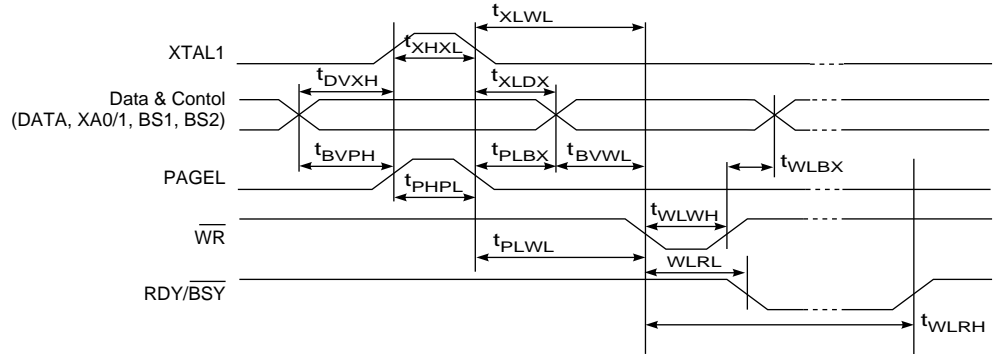 tXLWL
XTAL1
tXHXL
tDVXH
tXLDX
Data & Contol
(DATA, XA0/1, BS1, BS2)
tBVPH
tPLBX
tBVWL
tWLBX
PAGEL
tPHPL
tWLWH
WR
tPLWL
WLRL
RDY/BSY
tWLRH